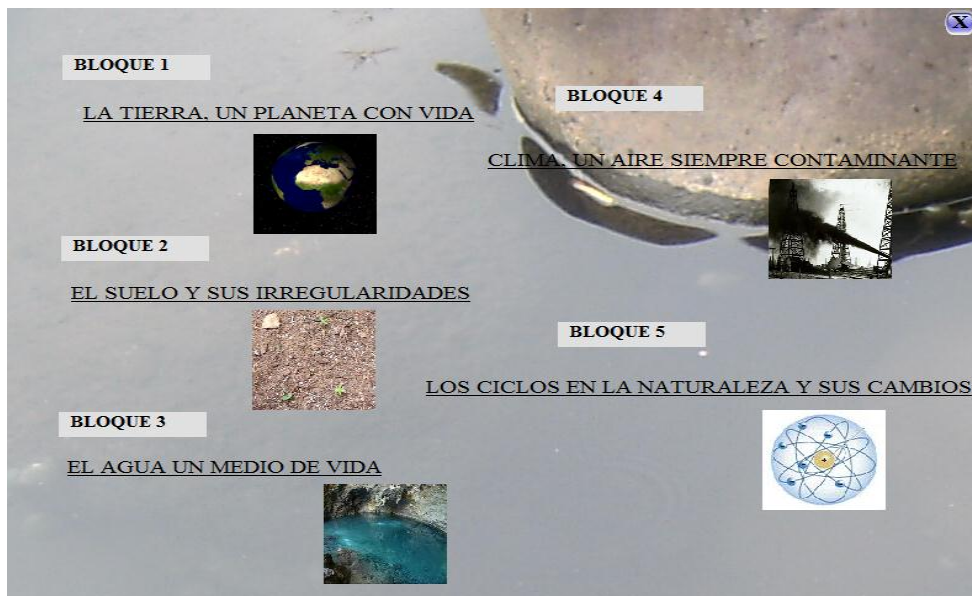 X
BLOQUE 1
LA TIERRA, UN PLANETA CON VIDA
BLOQUE 2
EL SUELO Y SUS IRREGULARIDADES
BLOQUE 3
EL AGUA UN MEDIO DE VIDA
BLOQUE 4
CLIMA, UN AIRE SIEMPRE CONTAMINANTE
BLOQUE 5
LOS CICLOS EN LA NATURALEZA Y SUS CAMBIOS